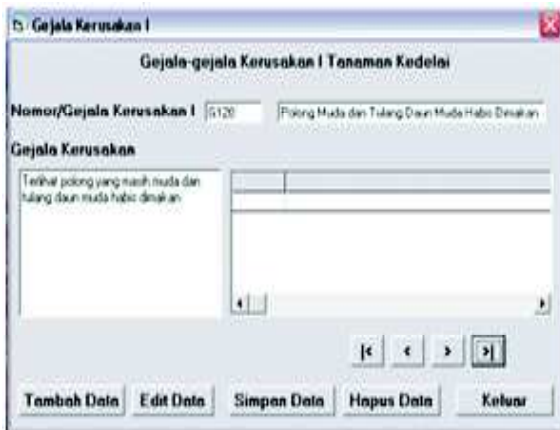 Gejala Kerusakan I
Gejala-gejala Kerusakan I Tanaman Kedelai
Nomor/Gejala Kerusakan I G126 Polong Muda dan Tulang Daun Muda Habis Dimakan
Gejala Kerusakan
Terlihat polong yang masih muda dan
tulang daun muda habis dimakan
|< < > >|
Tambah Data Edit Data Simpan Data Hapus Data Keluar